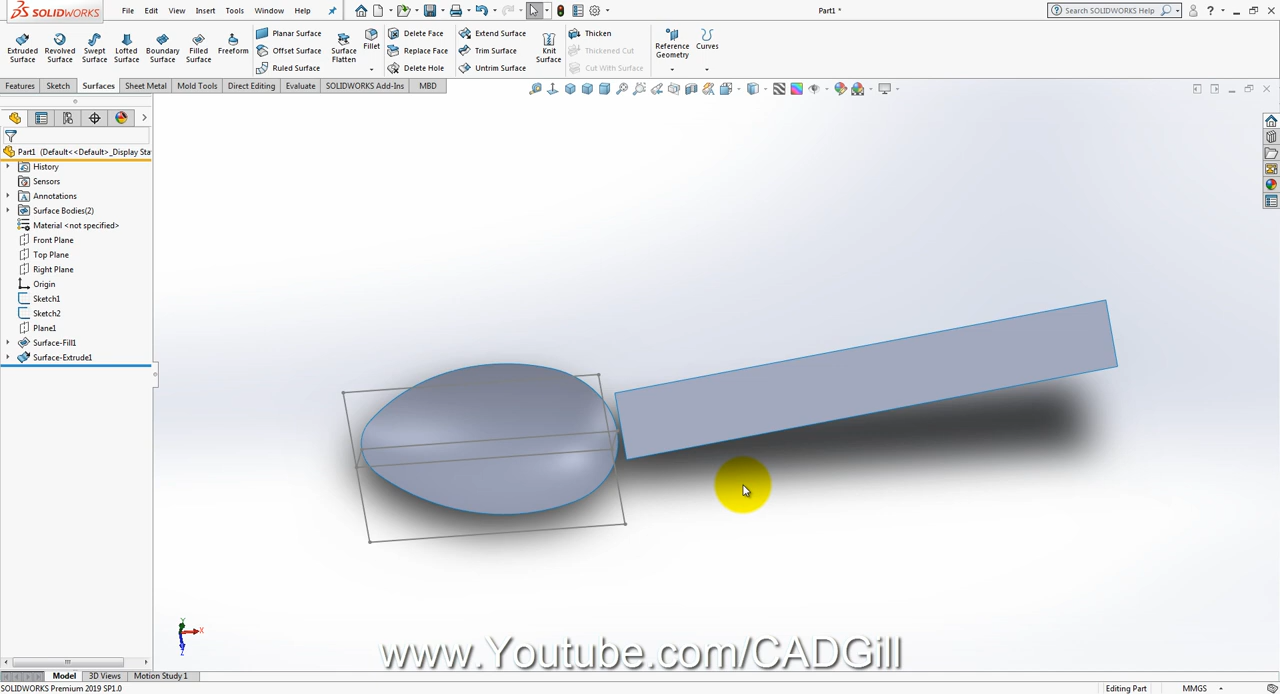 SOLIDWORKS
File Edit View Insert Tools Window Help
Part1 *
Search SOLIDWORKS Help
Extruded Surface
Revolved Surface
Swept Surface
Lofted Surface
Boundary Surface
Filled Surface
Freeform
Planar Surface
Offset Surface
Ruled Surface
Surface Flatten
Fillet
Delete Face
Replace Face
Delete Hole
Extend Surface
Trim Surface
Untrim Surface
Knit Surface
Thicken
Thickened Cut
Cut With Surface
Reference Geometry
Curves
Features Sketch Surfaces Sheet Metal Mold Tools Direct Editing Evaluate SOLIDWORKS Add-Ins MBD
Part1 (Default<<Default>_Display Sta
History
Sensors
Annotations
Surface Bodies(2)
Material <not specified>
Front Plane
Top Plane
Right Plane
Origin
Sketch1
Sketch2
Plane1
Surface-Fill1
Surface-Extrude1
Y
X
Z
www.Youtube.com/CADGill
Model 3D Views Motion Study 1
SOLIDWORKS Premium 2019 SP1.0
Editing Part
MMGS